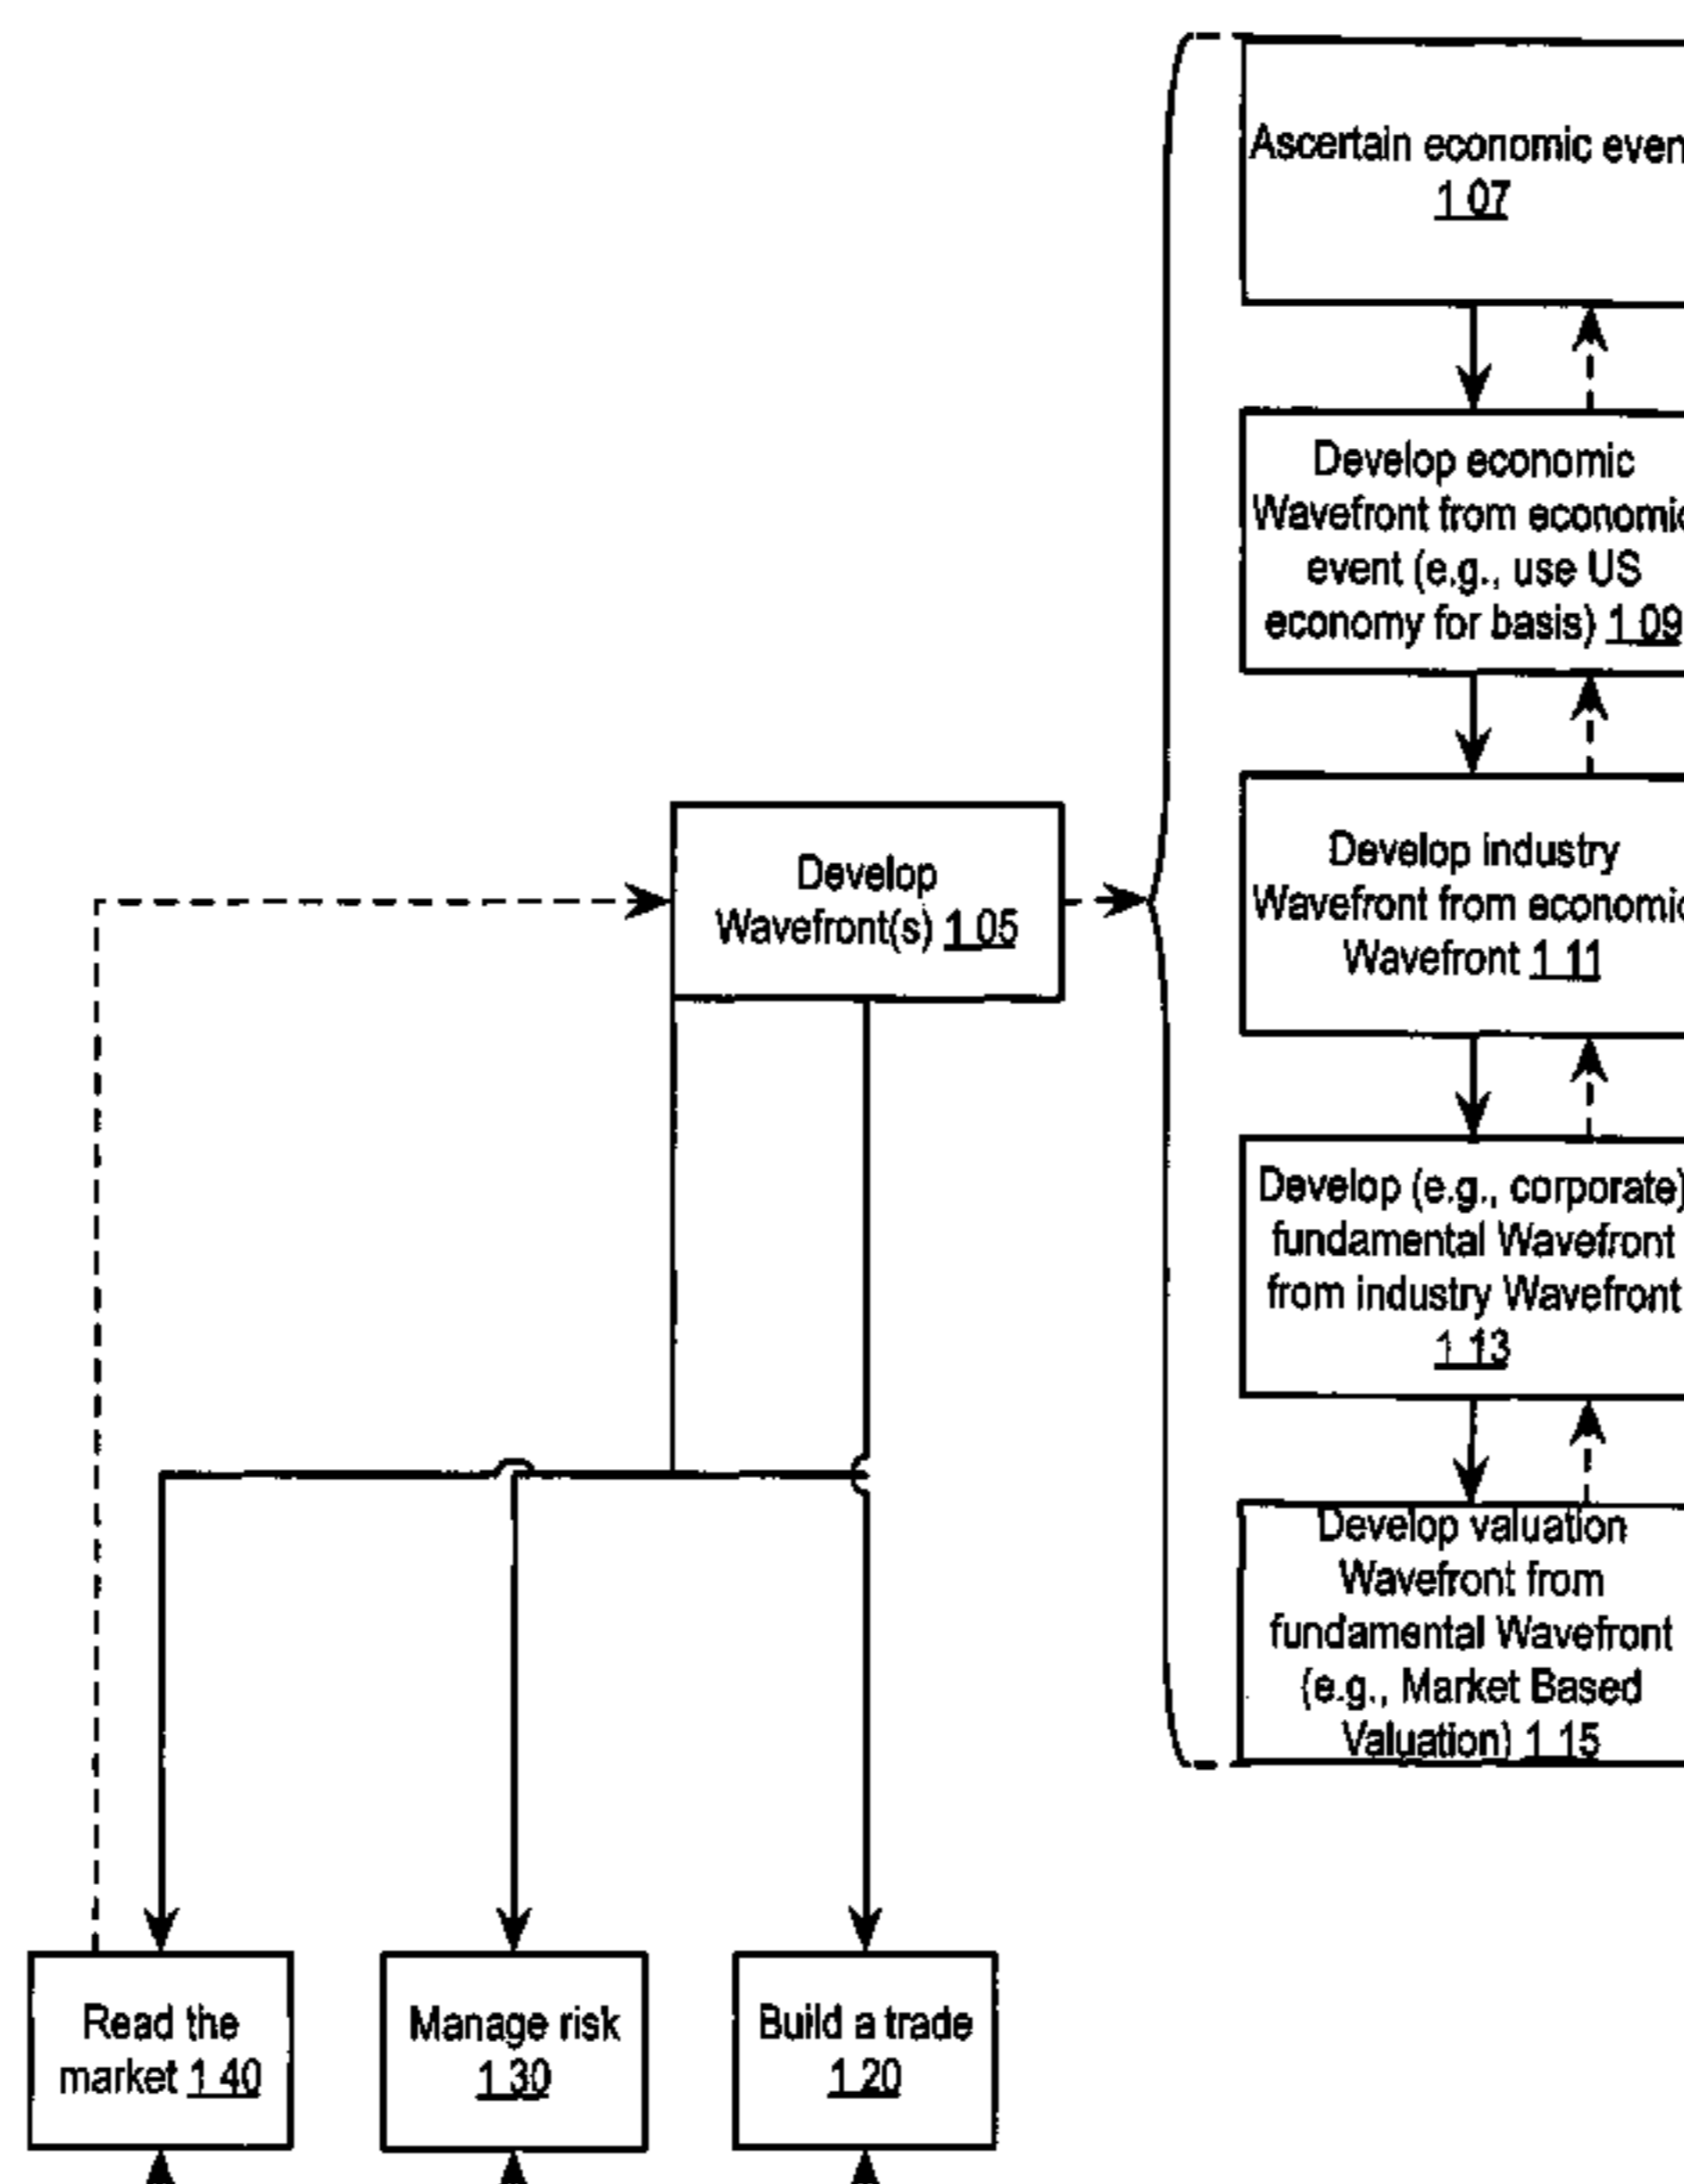 Ascertain economic even
1.07
Develop economic
Wavefront from economic
event (e.g., use US
economy for basis) 1.09
Develop industry
Wavefront from economic
Wavefront 1.11
Develop (e.g., corporate)
fundamental Wavefront
from industry Wavefront
1.13
Develop valuation
Wavefront from
fundamental Wavefront
(e.g., Market Based
Valuation) 1.15
Develop
Wavefront(s) 1.05
Read the
market 1.40
Manage risk
1.30
Build a trade
1.20